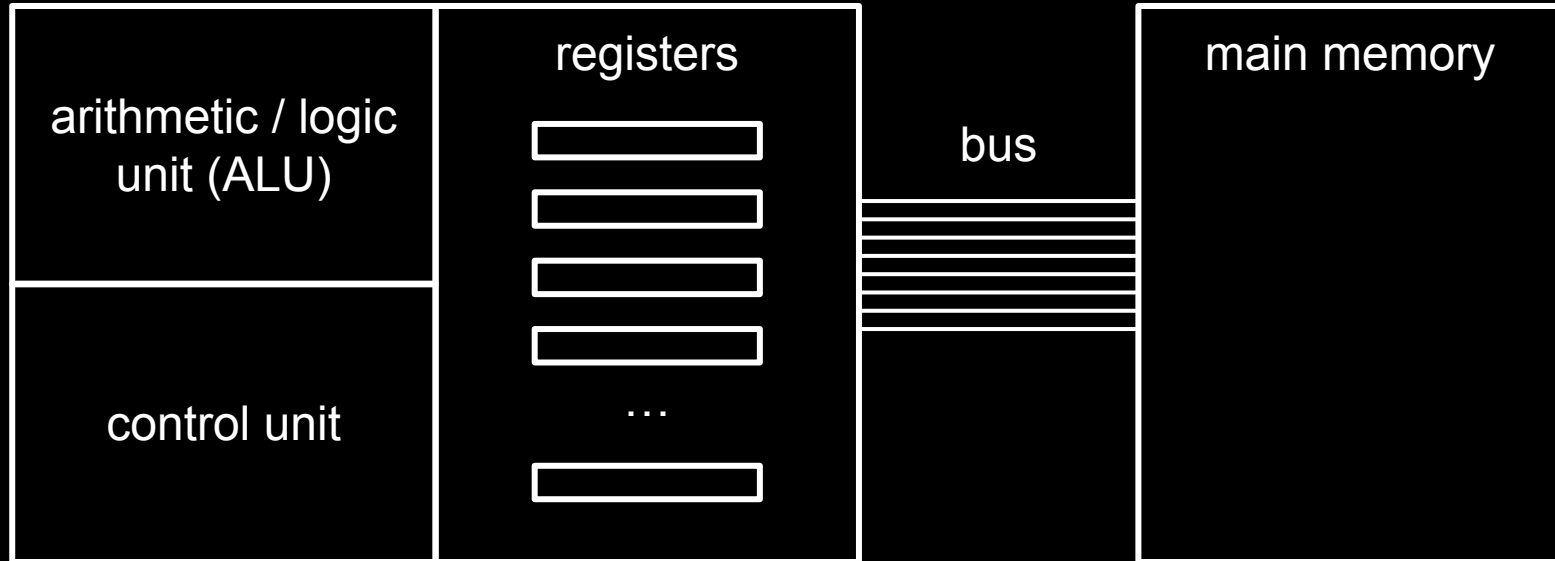 arithmetic / logic
unit (ALU)
control unit
registers
…
bus
main memory